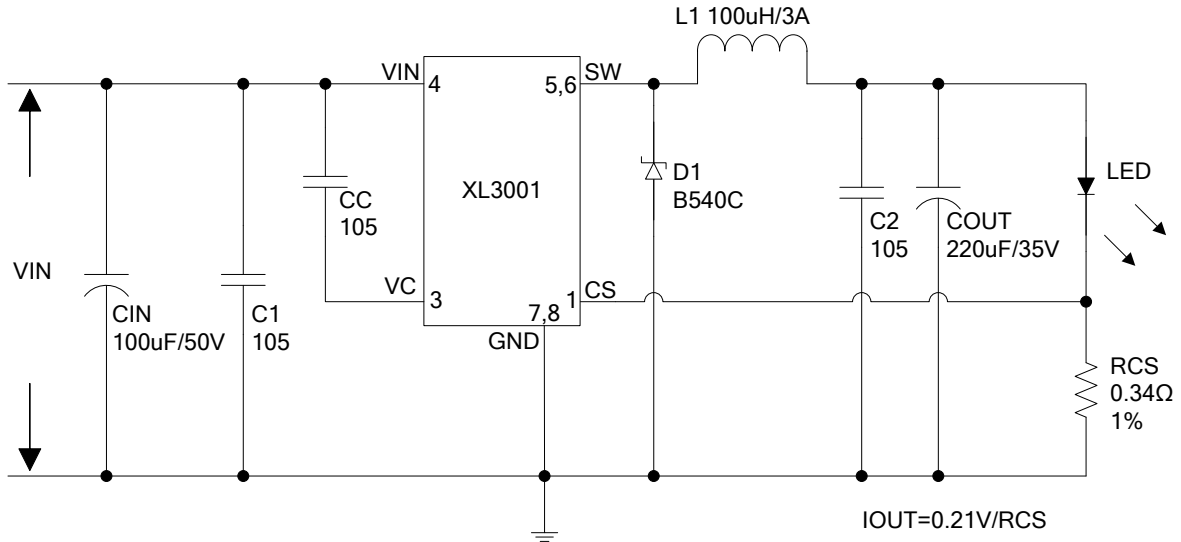 L1 100uH/3A
VIN
4
5,6
SW
XL3001
CC
105
D1
B540C
LED
C2
105
COUT
220uF/35V
VIN
VC
3
1
CS
7,8
GND
CIN
100uF/50V
C1
105
RCS
0.34Ω
1%
IOUT=0.21V/RCS